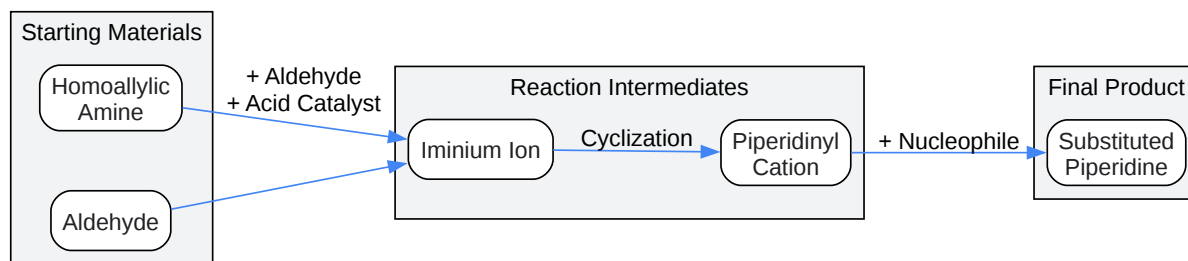 Starting Materials
Homoallylic
Amine
Aldehyde
+ Aldehyde
+ Acid Catalyst
Reaction Intermediates
Iminium Ion
Cyclization
Piperidinyl
Cation
+ Nucleophile
Final Product
Substituted
Piperidine